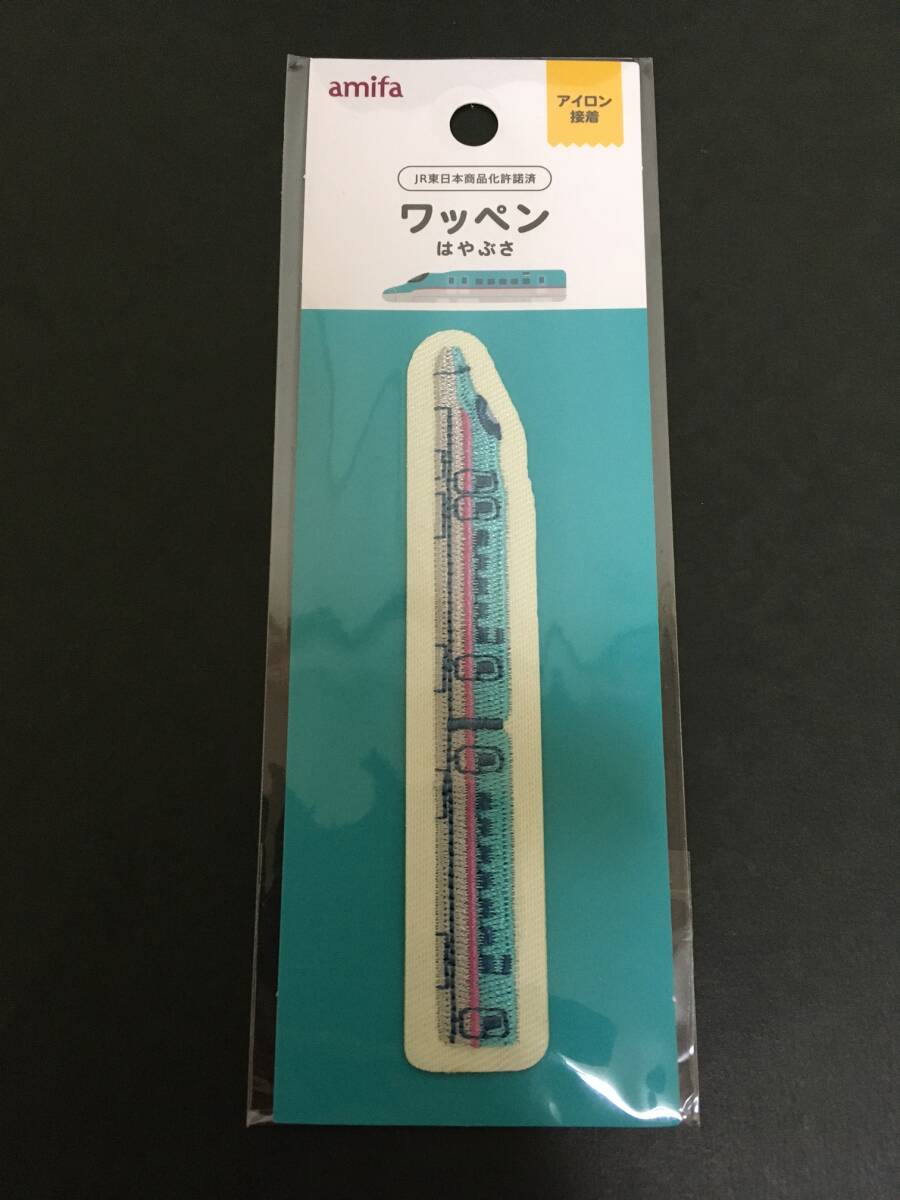 amifa
アイロン
接着
JR東日本商品化許諾済
ワッペン
はやぶさ